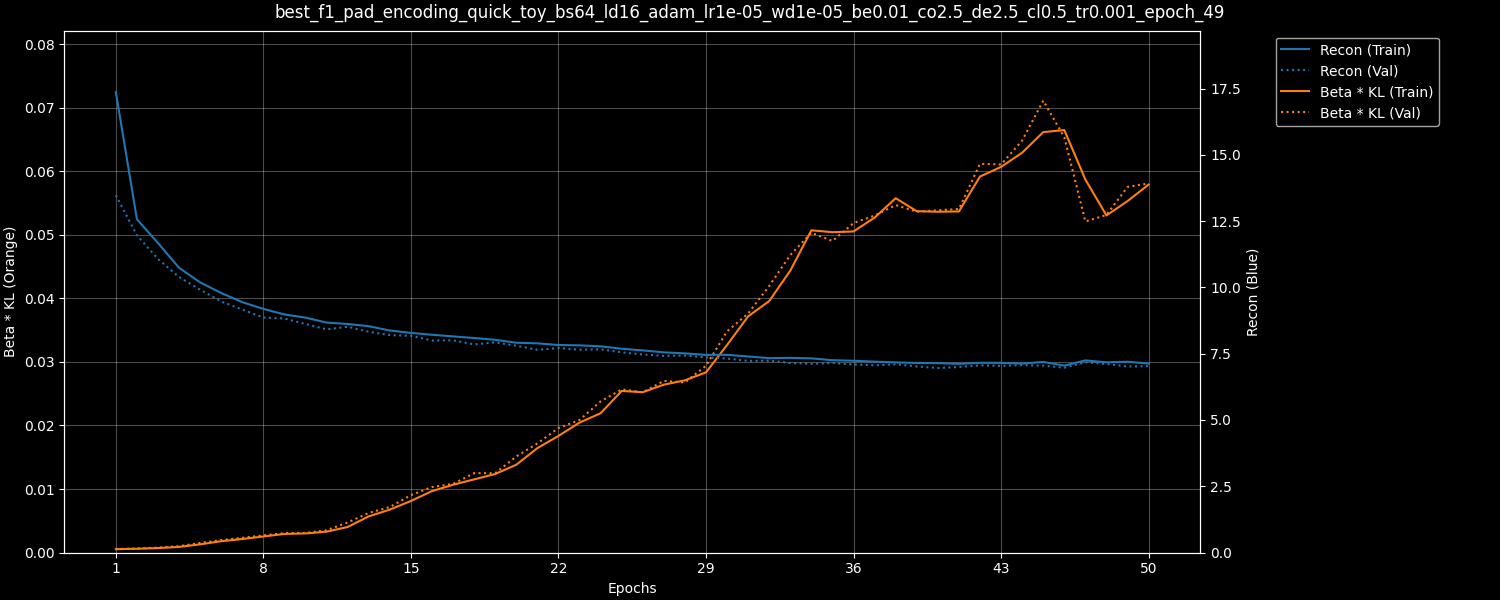 best_f1_pad_encoding_quick_toy_bs64_ld16_adam_lr1e-05_wd1e-05_be0.01_co2.5_de2.5_cl0.5_tr0.001_epoch_49
Recon (Train)
Recon (Val)
Beta * KL (Train)
Beta * KL (Val)
Beta * KL (Orange)
0.08
0.07
0.06
0.05
0.04
0.03
0.02
0.01
0.00
17.5
15.0
12.5
10.0
7.5
5.0
2.5
0.0
Recon (Blue)
1 8 15 22 29 36 43 50
Epochs